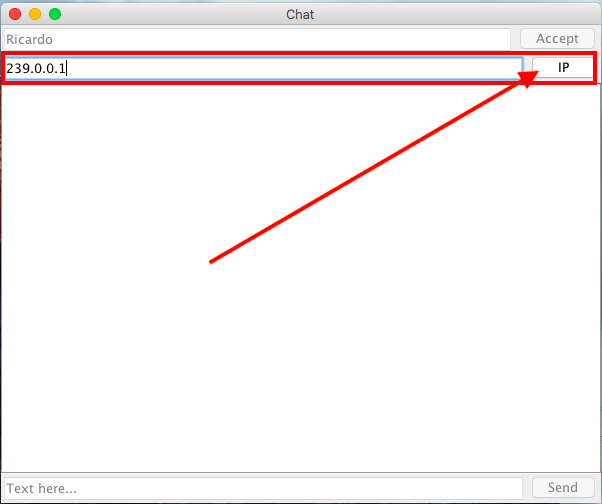 Chat
Ricardo Accept
239.0.0.1 IP
Text here... Send